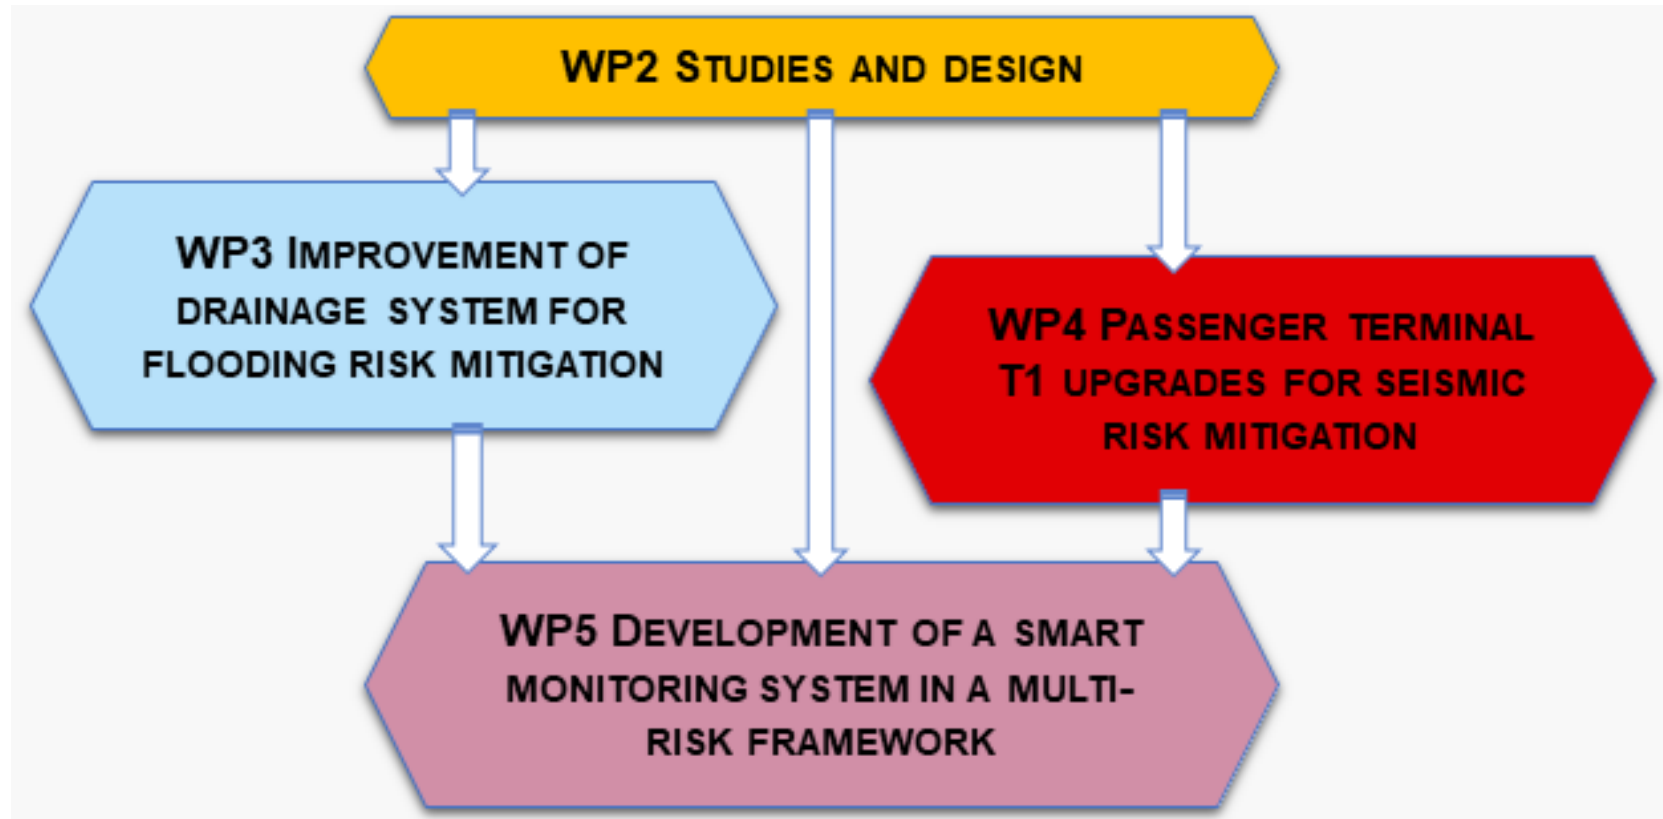 WP2 STUDIES AND DESIGN
WP3 IMPROVEMENT OF
DRAINAGE SYSTEM FOR
FLOODING RISK MITIGATION
WP4 PASSENGER TERMINAL
T1 UPGRADES FOR SEISMIC
RISK MITIGATION
WP5 DEVELOPMENT OF A SMART
MONITORING SYSTEM IN A MULTI-
RISK FRAMEWORK